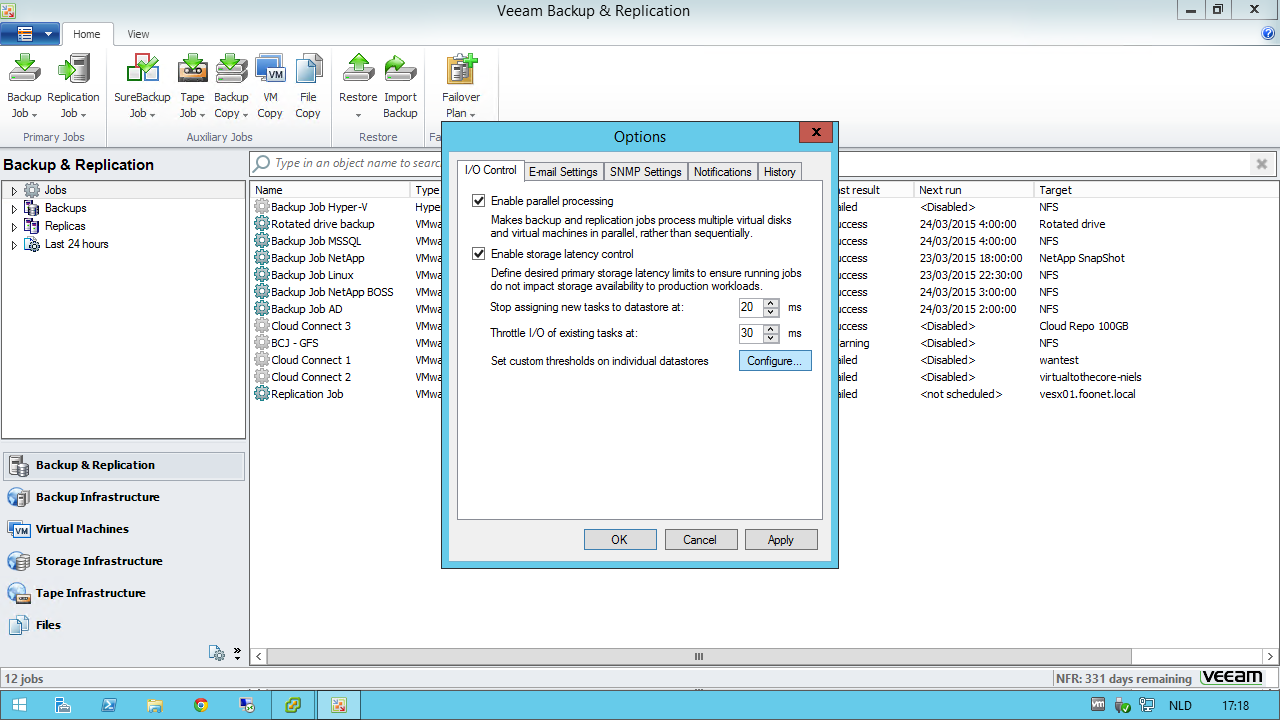 Veeam Backup & Replication
Home
View
Backup Job
Replication Job
Primary Jobs
SureBackup Job
Tape Job
Backup Copy
VM Copy
File Copy
Auxiliary Jobs
Restore
Import Backup
Restore
Failover Plan
Fa
Backup & Replication
Jobs
Backups
Replicas
Last 24 hours
Backup & Replication
Backup Infrastructure
Virtual Machines
Storage Infrastructure
Tape Infrastructure
Files
Type in an object name to searc
Name Type Last result Next run Target
Backup Job Hyper-V Hype ailed <Disabled> NFS
Rotated drive backup VMwa uccess 24/03/2015 4:00:00 Rotated drive
Backup Job MSSQL VMwa uccess 24/03/2015 4:00:00 NFS
Backup Job NetApp VMwa uccess 23/03/2015 18:00:00 NetApp SnapShot
Backup Job Linux VMwa uccess 23/03/2015 22:30:00 NFS
Backup Job NetApp BOSS VMwa uccess 24/03/2015 3:00:00 NFS
Backup Job AD VMwa uccess 24/03/2015 2:00:00 NFS
Cloud Connect 3 VMwa uccess <Disabled> Cloud Repo 100GB
BCJ - GFS VMwa arning <Disabled> NFS
Cloud Connect 1 VMwa ailed <Disabled> wantest
Cloud Connect 2 VMwa ailed <Disabled> virtualtothecore-niels
Replication Job VMwa ailed <not scheduled> vesx01.foonet.local
Options
I/O Control
E-mail Settings
SNMP Settings
Notifications
History
Enable parallel processing
Makes backup and replication jobs process multiple virtual disks
and virtual machines in parallel, rather than sequentially.
Enable storage latency control
Define desired primary storage latency limits to ensure running jobs
do not impact storage availability to production workloads.
Stop assigning new tasks to datastore at: 20 ms
Throttle I/O of existing tasks at: 30 ms
Set custom thresholds on individual datastores Configure...
OK
Cancel
Apply
12 jobs
NFR: 331 days remaining
veeam
NLD
17:18